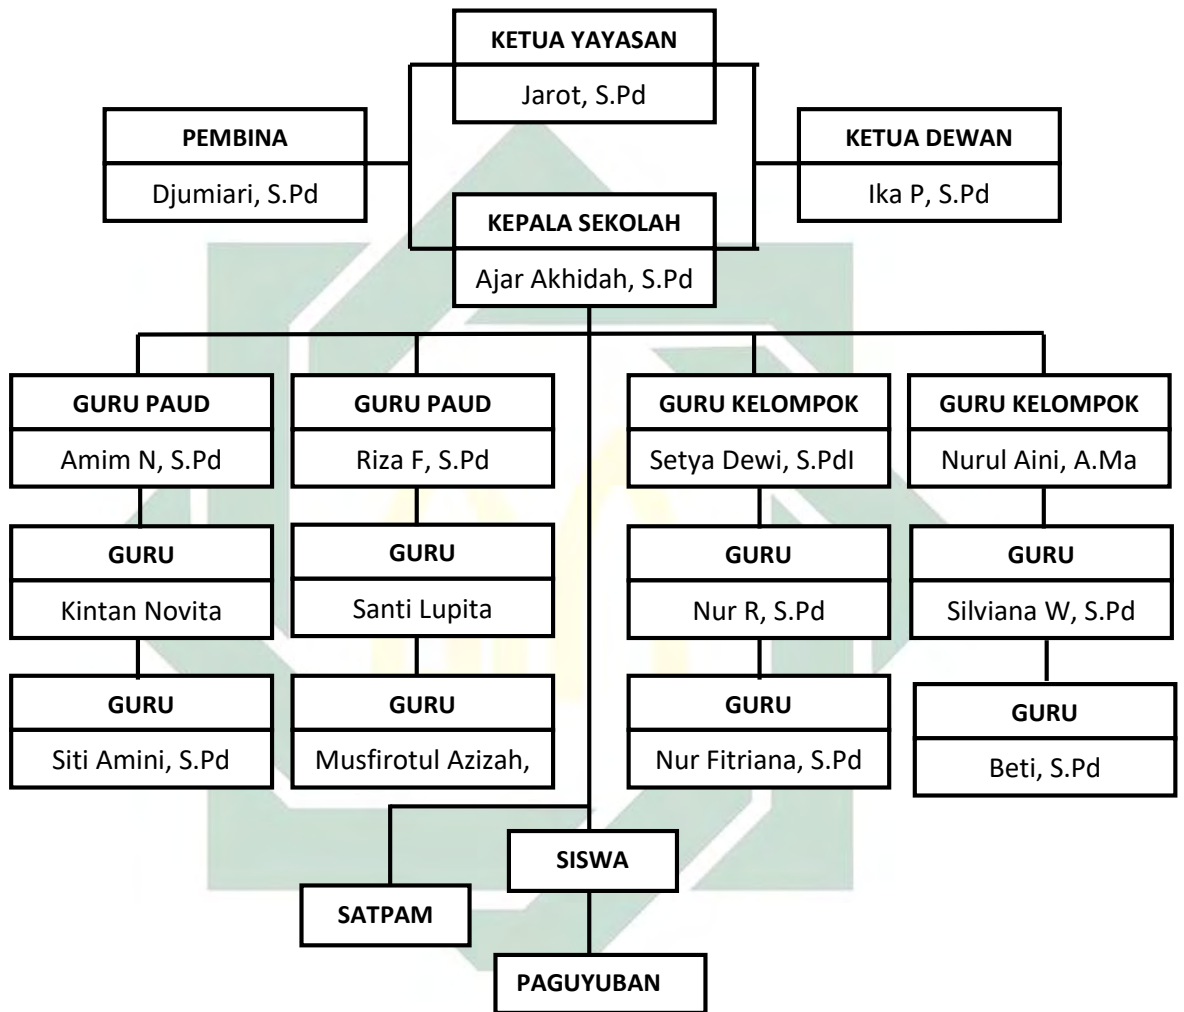 KETUA YAYASAN
Jarot, S.Pd
PEMBINA
Djumiari, S.Pd
KETUA DEWAN
Ika P, S.Pd
KEPALA SEKOLAH
Ajar Akhidah, S.Pd
GURU PAUD
Amim N, S.Pd
GURU PAUD
Riza F, S.Pd
GURU KELOMPOK
Setya Dewi, S.PdI
GURU KELOMPOK
Nurul Aini, A.Ma
GURU
Kintan Novita
GURU
Santi Lupita
GURU
Nur R, S.Pd
GURU
Silviana W, S.Pd
GURU
Siti Amini, S.Pd
GURU
Musfirotul Azizah,
GURU
Nur Fitriana, S.Pd
GURU
Beti, S.Pd
SISWA
SATPAM
PAGUYUBAN